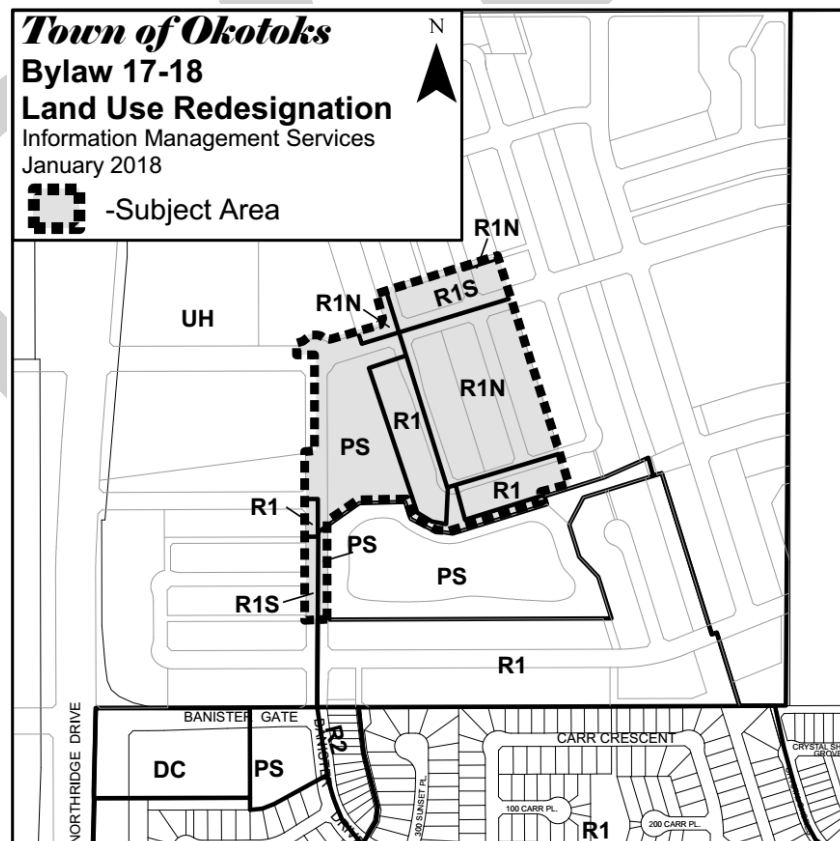 Town of Okotoks
N
Bylaw 17-18
Land Use Redesignation
Information Management Services
January 2018
-Subject Area
R1N
R1S
R1N
UH
R1N
R1
PS
R1
R1
PS
PS
R1S
R1
NORTHRIDGE DRIVE
BANISTER GATE
BANISTER DRIVE
R2
CARR CRESCENT
DC
PS
300 SUNSET PL.
100 CARR PL.
200 CARR PL.
R1